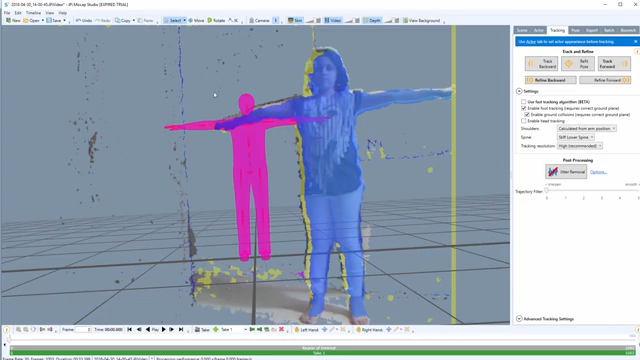 2018-04-20_14-00-45.iPiVideo* - iPi Mocap Studio [EXPIRED TRIAL]
File Edit Timeline View Help
Save Undo Redo Copy Paste Select Move Rotate IK Camera Skin Video Depth View Background
Scene Actor Tracking Pose Export Batch Biomech
Use Actor tab to set actor appearance before tracking.
Track and Refine
Track Backward
Refit Pose
Track Forward
Refine Backward
Refine Forward
Settings
Use fast tracking algorithm (BETA)
Enable foot tracking (requires correct ground plane)
Enable ground collisions (requires correct ground plane)
Enable head tracking
Shoulders: Calculated from arm position
Spine: Stiff Lower Spine
Tracking resolution: High (recommended)
Post-Processing
Jitter Removal
Options...
Trajectory Filter:
smooth
Advanced Tracking Settings
Frame: Time: 00:00.000 Play Take: Take 1 Left Hand Right Hand
Region of Interest
Take 1